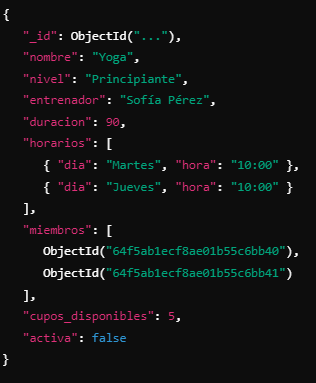 {
"_id": ObjectId("..."),
"nombre": "Yoga",
"nivel": "Principiante",
"entrenador": "Sofía Pérez",
"duracion": 90,
"horarios": [
{ "dia": "Martes", "hora": "10:00" },
{ "dia": "Jueves", "hora": "10:00" }
],
"miembros": [
ObjectId("64f5ab1ecf8ae01b55c6bb40"),
ObjectId("64f5ab1ecf8ae01b55c6bb41")
],
"cupos_disponibles": 5,
"activa": false
}